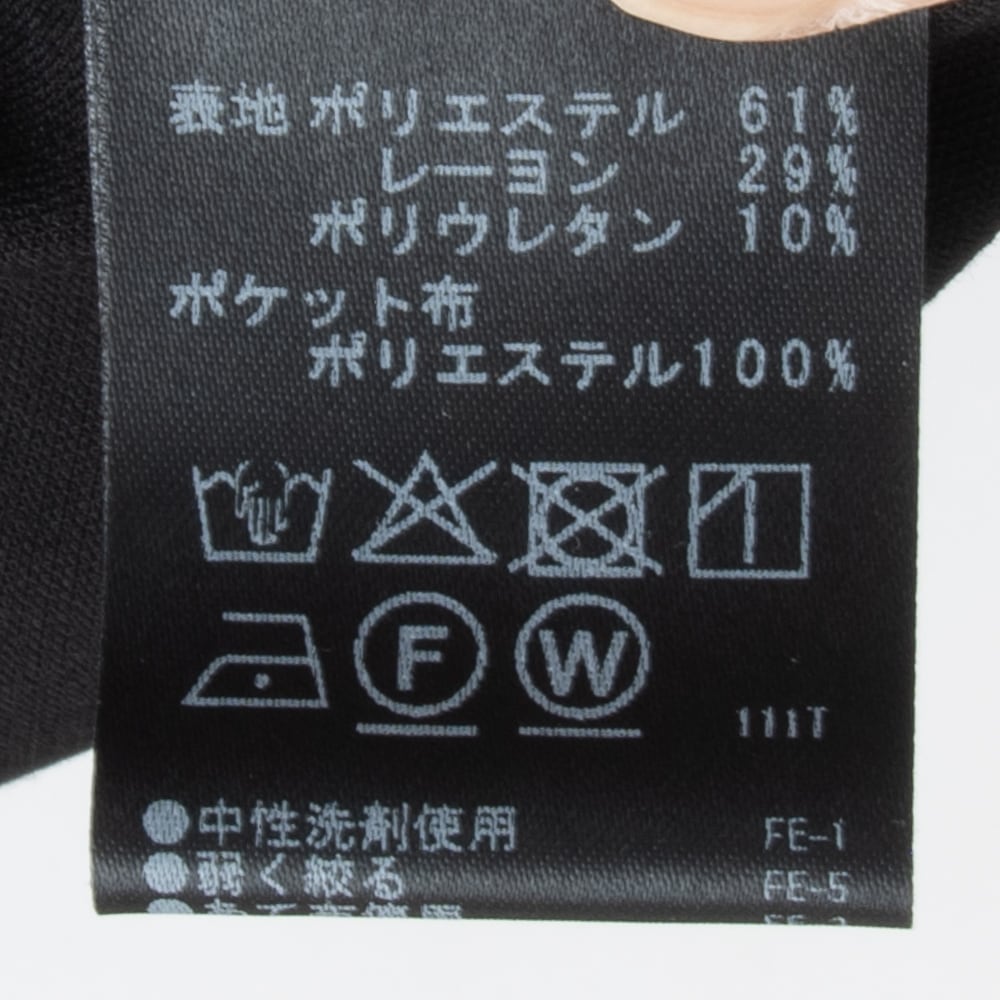 表地 ポリエステル 61%
レーヨン 29%
ポリウレタン 10%
ポケット布
ポリエステル100%
F W
111T
●中性洗剤使用 FE-1
●弱く絞る FE-5